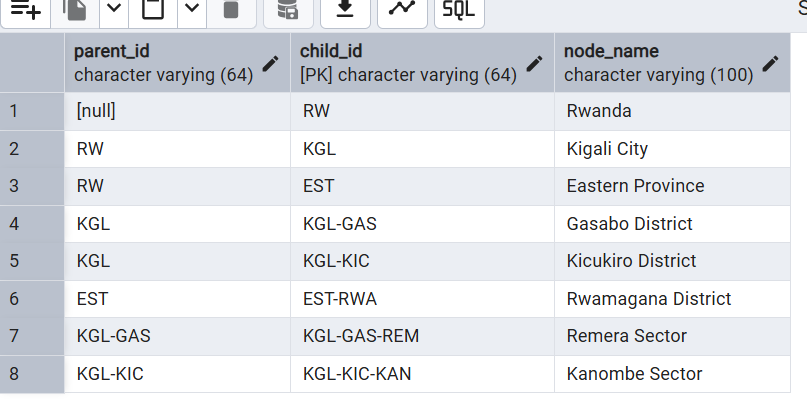 SQL
parent_id child_id node_name
character varying (64) [PK] character varying (64) character varying (100)
1 [null] RW Rwanda
2 RW KGL Kigali City
3 RW EST Eastern Province
4 KGL KGL-GAS Gasabo District
5 KGL KGL-KIC Kicukiro District
6 EST EST-RWA Rwamagana District
7 KGL-GAS KGL-GAS-REM Remera Sector
8 KGL-KIC KGL-KIC-KAN Kanombe Sector